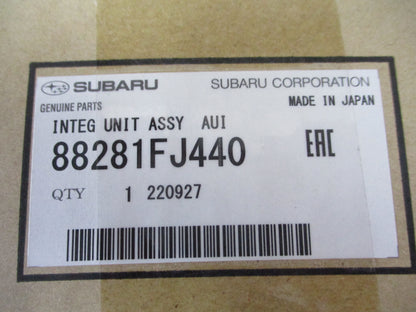 SUBARU SUBARU CORPORATION
GENUINE PARTS MADE IN JAPAN
INTEG UNIT ASSY AUI
88281FJ440 EAC
QTY 1 220927